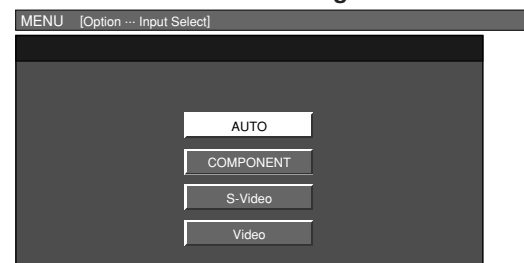 MENU [Option ··· Input Select]
AUTO
COMPONENT
S-Video
Video